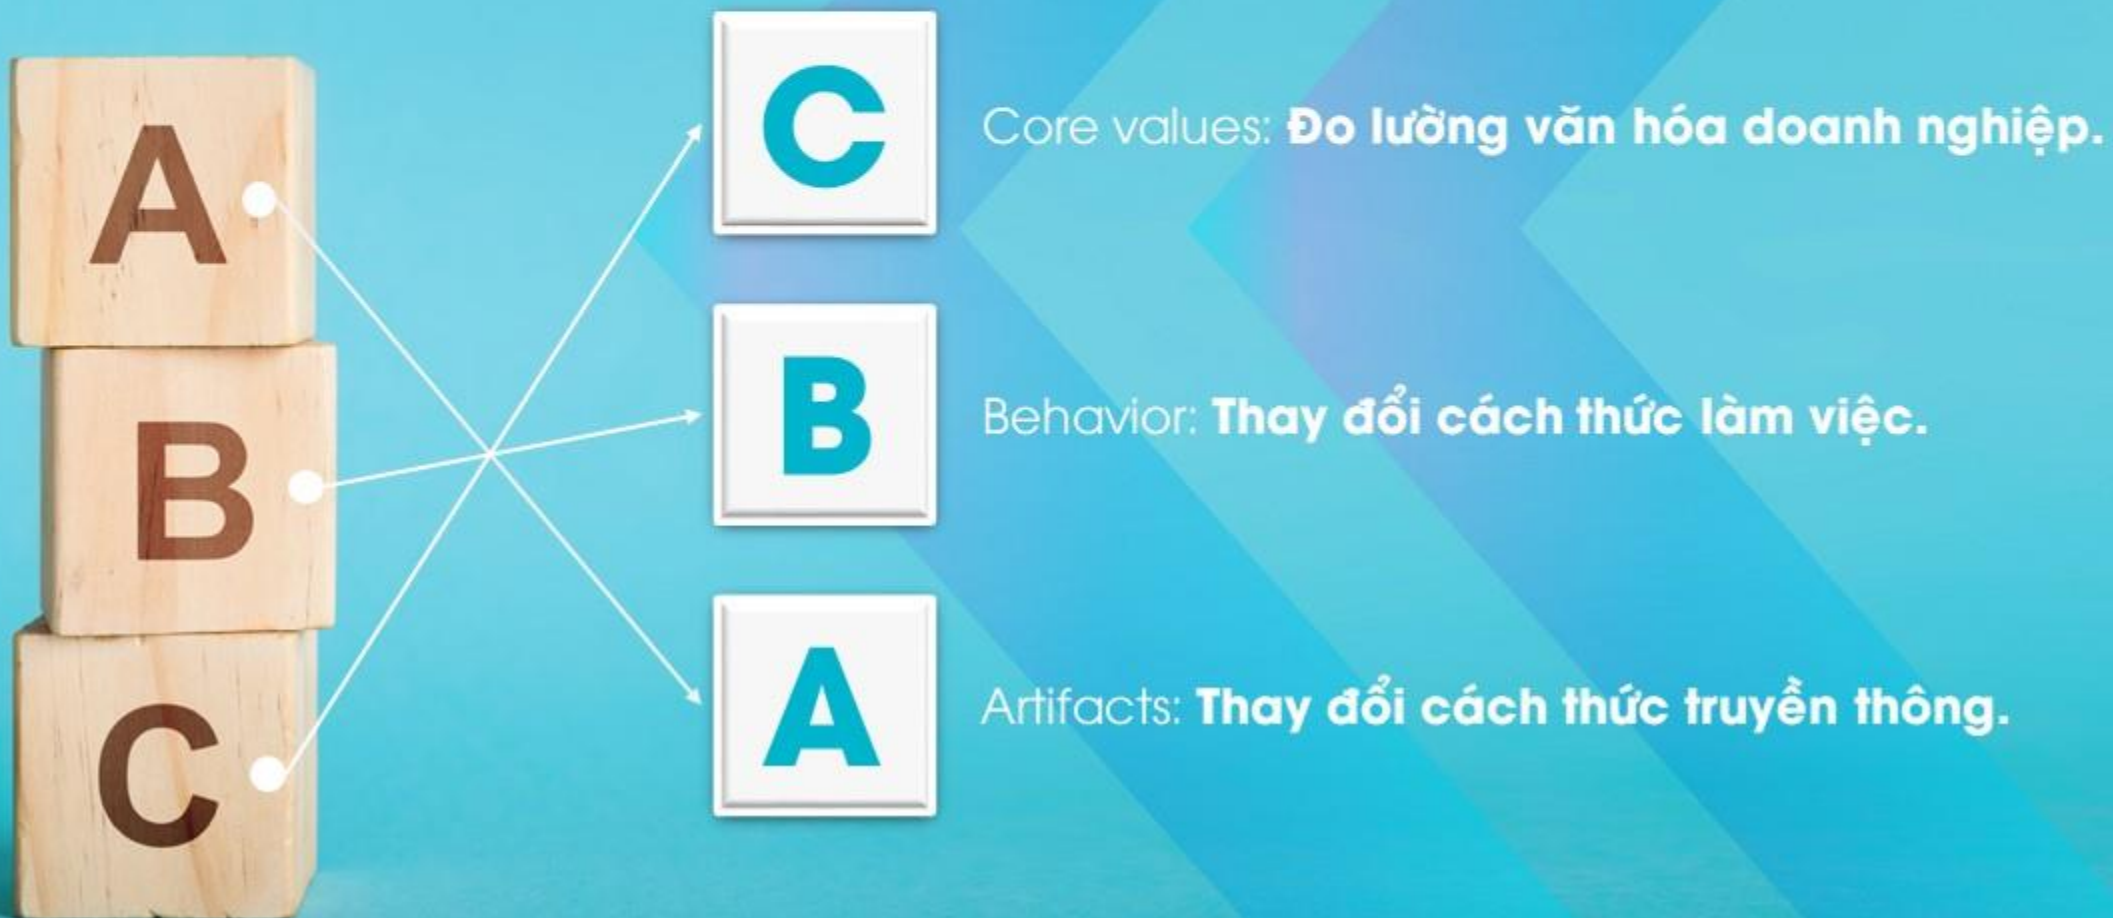 A
B
C
C
Core values: Đo lường văn hóa doanh nghiệp.
B
Behavior: Thay đổi cách thức làm việc.
A
Artifacts: Thay đổi cách thức truyền thông.